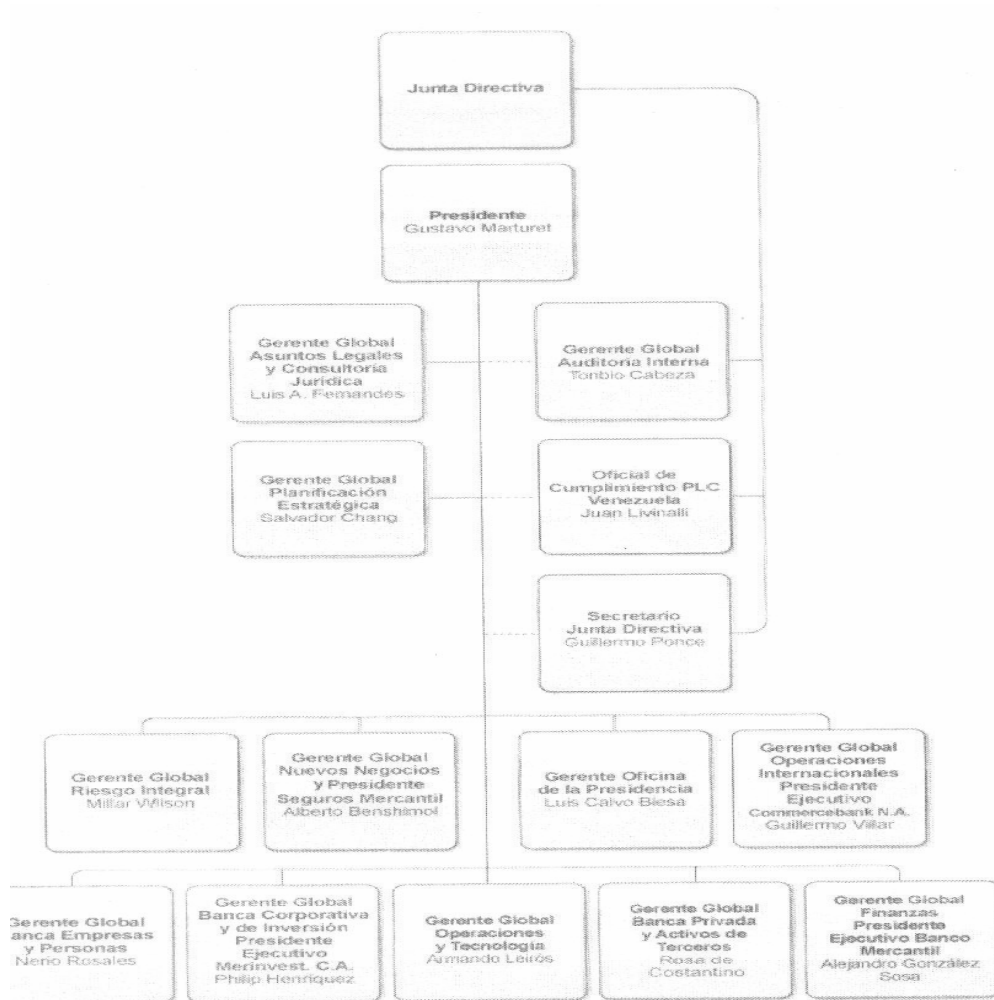 Junta Directiva
Presidente
Gustavo Marturet
Gerente Global
Asuntos Legales
y Consultoría
Jurídica
Luis A. Fernandes
Gerente Global
Auditoría Interna
Toribio Cabeza
Gerente Global
Planificación
Estratégica
Salvador Chang
Oficial de
Cumplimiento PLC
Venezuela
Juan Livinalli
Secretario
Junta Directiva
Guillermo Ponce
Gerente Global
Riesgo Integral
Millar Wilson
Gerente Global
Nuevos Negocios
y Presidente
Seguros Mercantil
Alberto Benshimol
Gerente Oficina
de la Presidencia
Luis Calvo Blesa
Gerente Global
Operaciones
Internacionales
Presidente
Ejecutivo
Commercebank N.A.
Guillermo Villar
Gerente Global
anca Empresas
y Personas
Nerio Rosales
Gerente Global
Banca Corporativa
y de Inversión
Presidente
Ejecutivo
Merinvest. C.A.
Philip Henriquez
Gerente Global
Operaciones
y Tecnología
Armando Leirós
Gerente Global
Banca Privada
y Activos de
Terceros
Rosa de
Costantino
Gerente Global
Finanzas
Presidente
Ejecutivo Banco
Mercantil
Alejandro González
Sosa